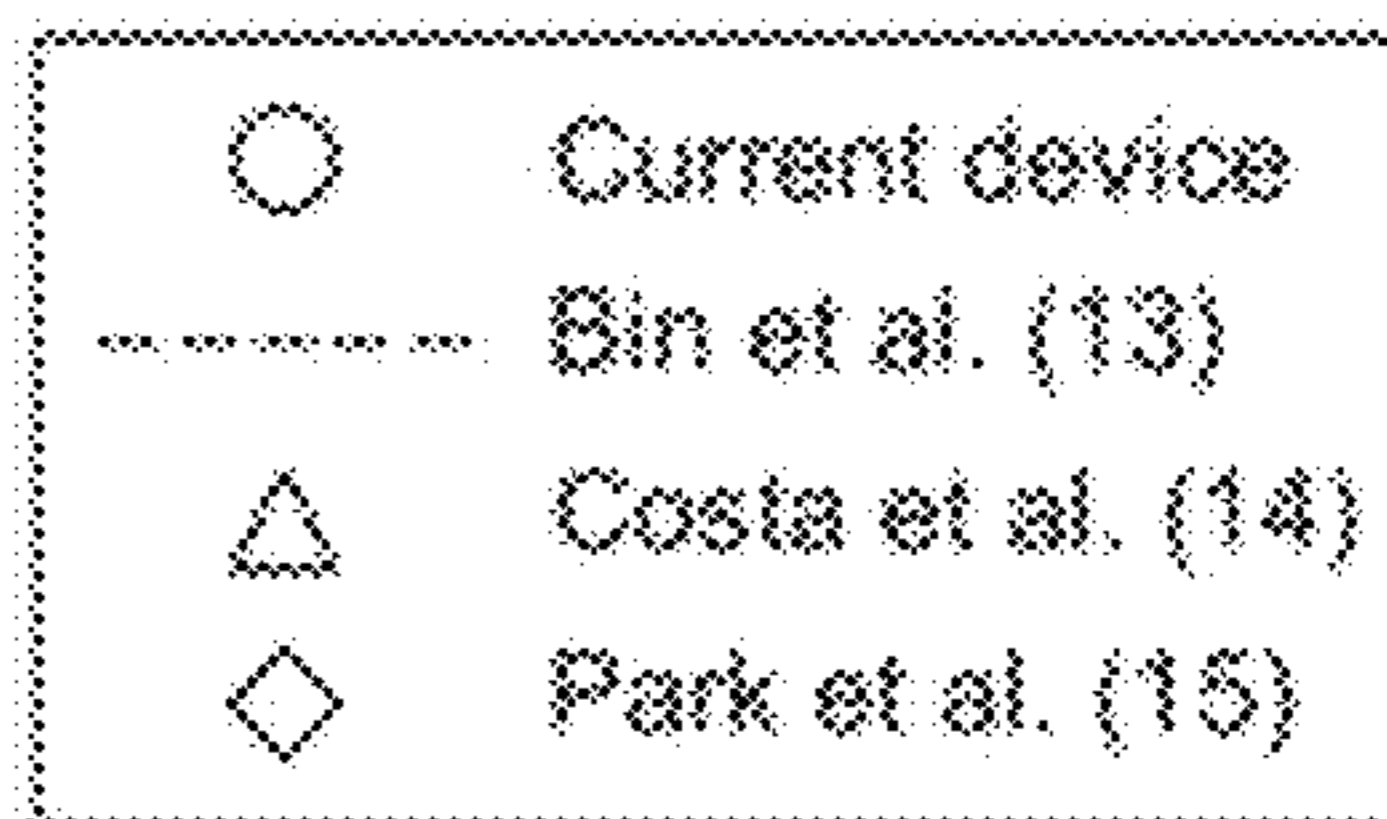 Current device
Bin et al. (13)
Costa et al. (14)
Park et al. (15)